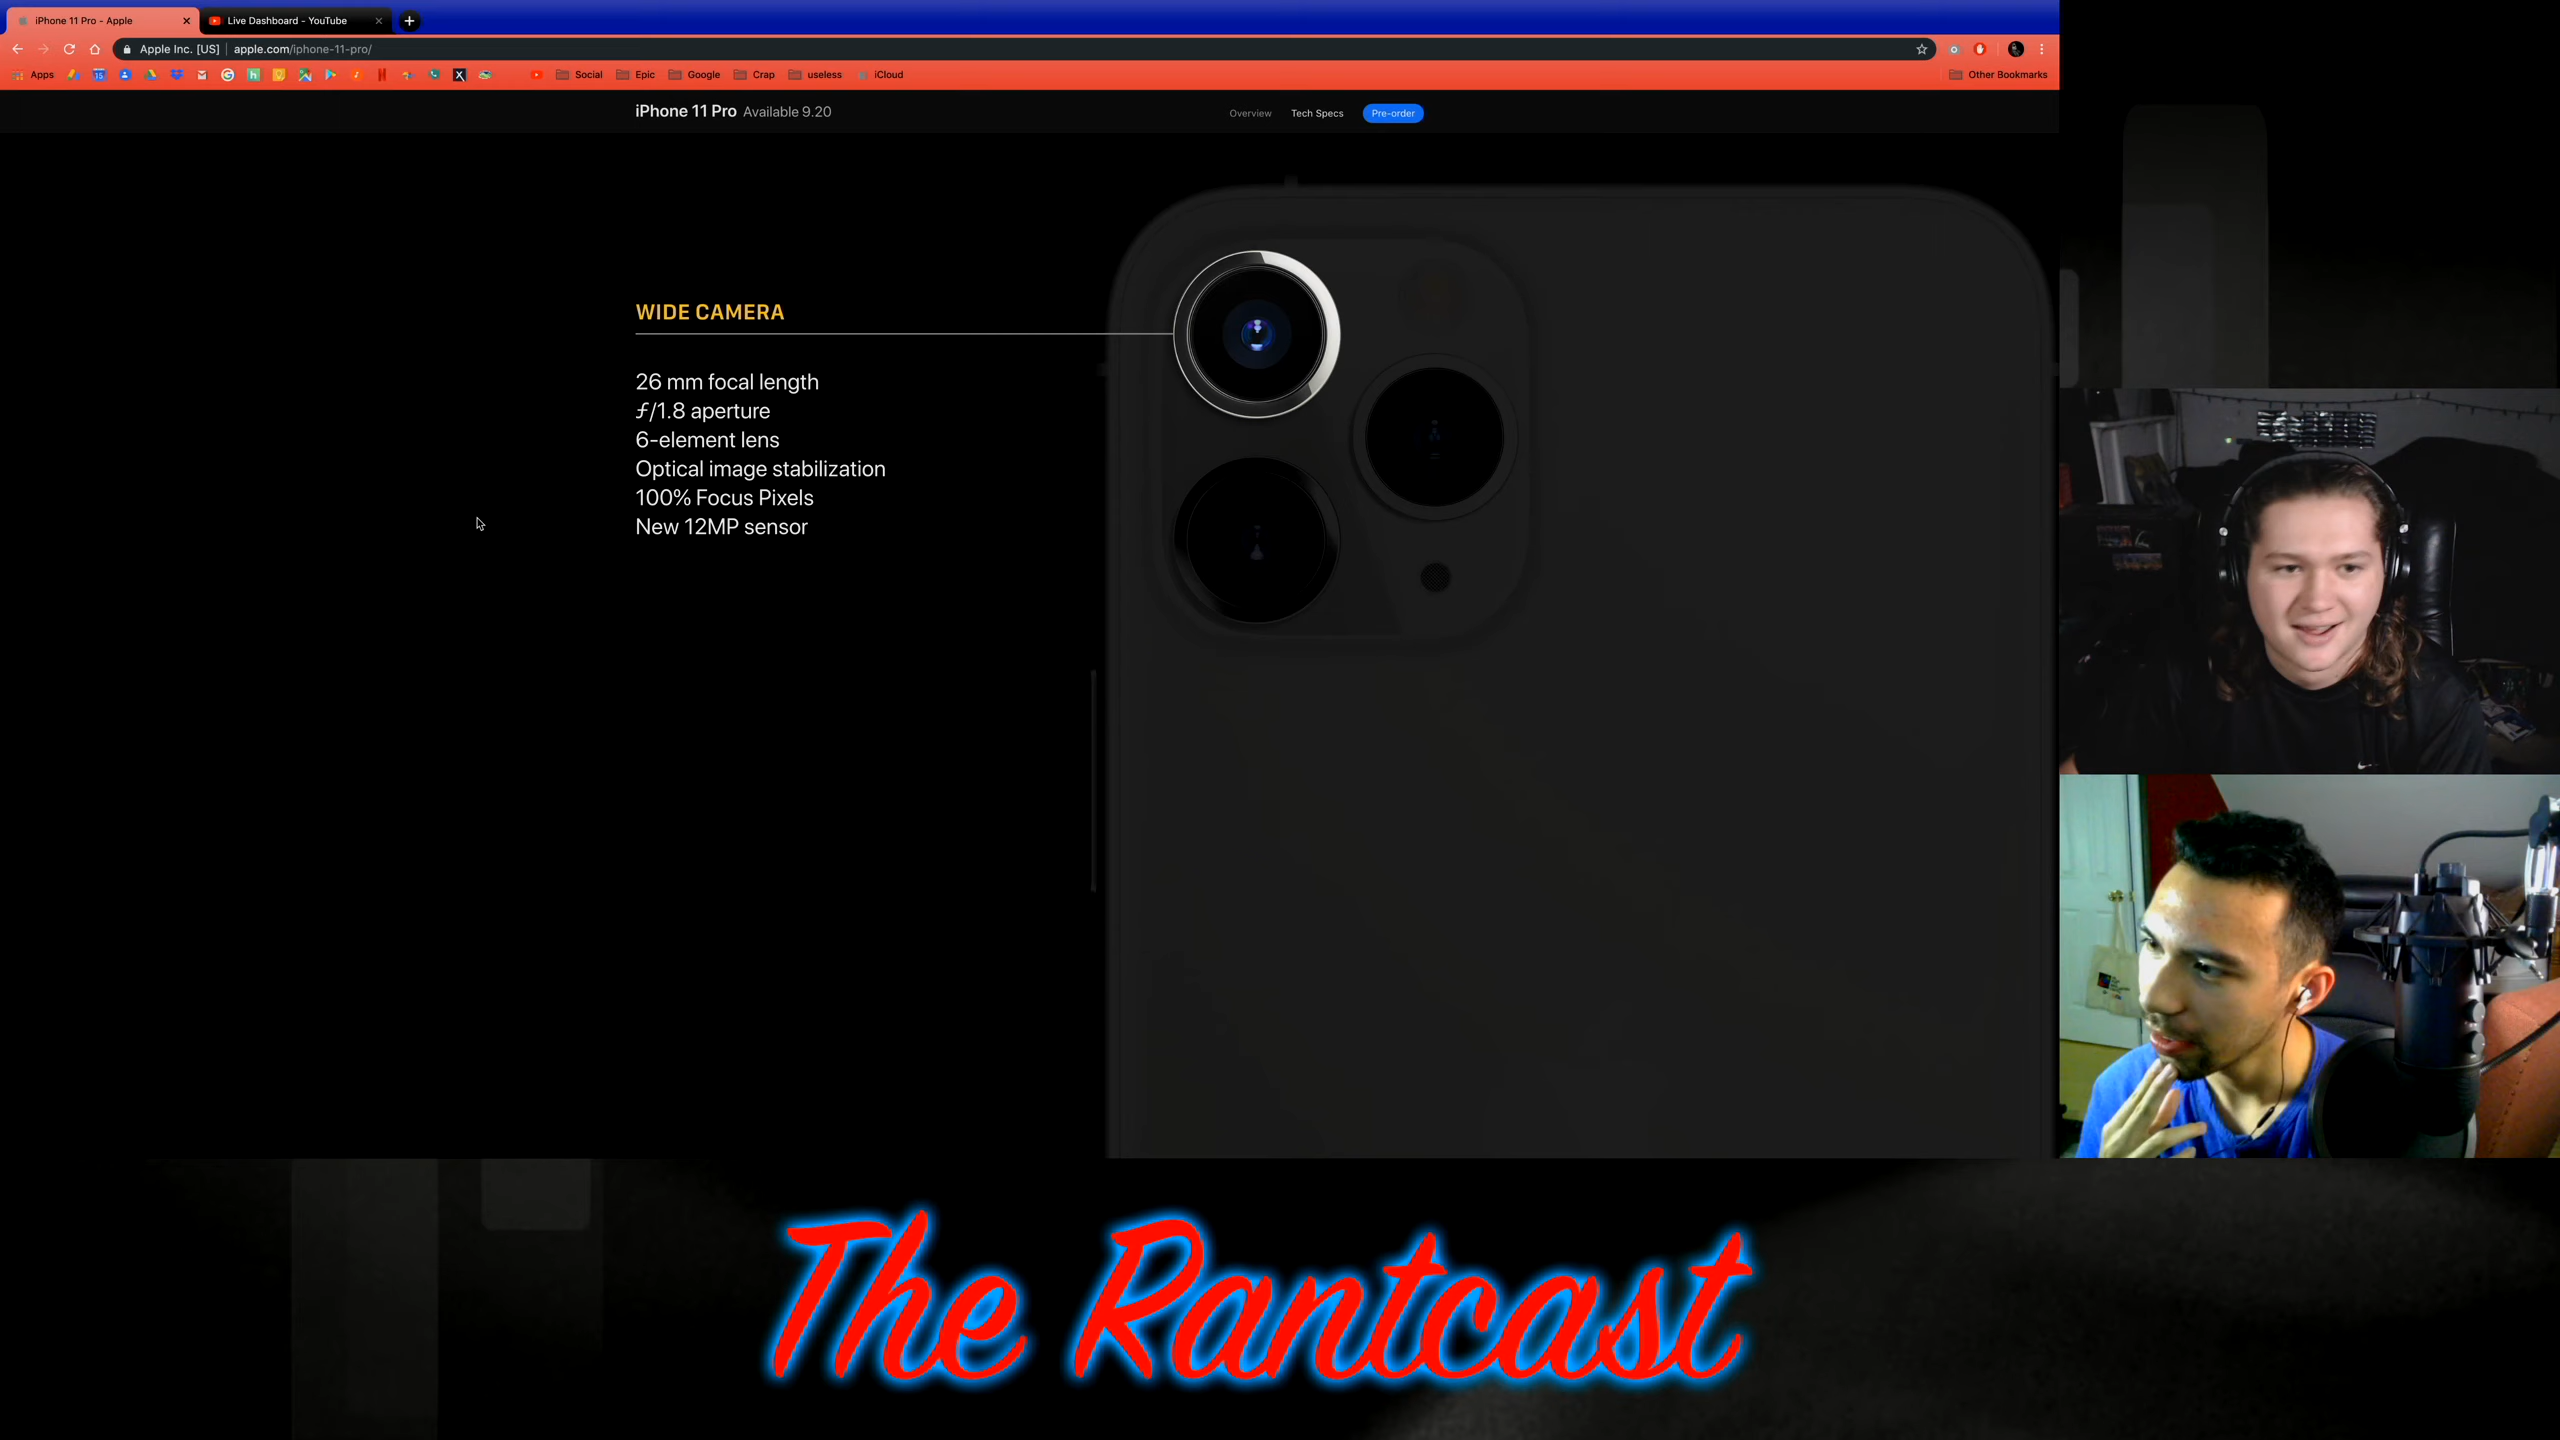 iPhone 11 Pro - Apple
Live Dashboard - YouTube
Apple Inc. [US] | apple.com/iphone-11-pro/
Apps
15
Social
Epic
Google
Crap
useless
iCloud
Other Bookmarks
iPhone 11 Pro Available 9.20
Overview
Tech Specs
Pre-order
WIDE CAMERA
26 mm focal length
ƒ/1.8 aperture
6-element lens
Optical image stabilization
100% Focus Pixels
New 12MP sensor
The Rantcast